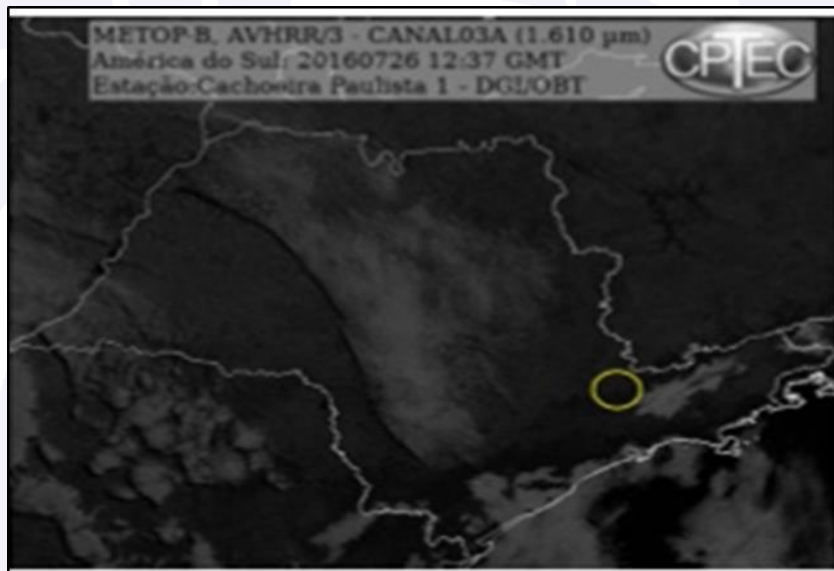 METOP-B, AVHRR/3 - CANAL03A (1.610 µm)
América do Sul: 20160726 12:37 GMT
Estação:Cachoeira Paulista 1 - DGI/OBT
CPTEC